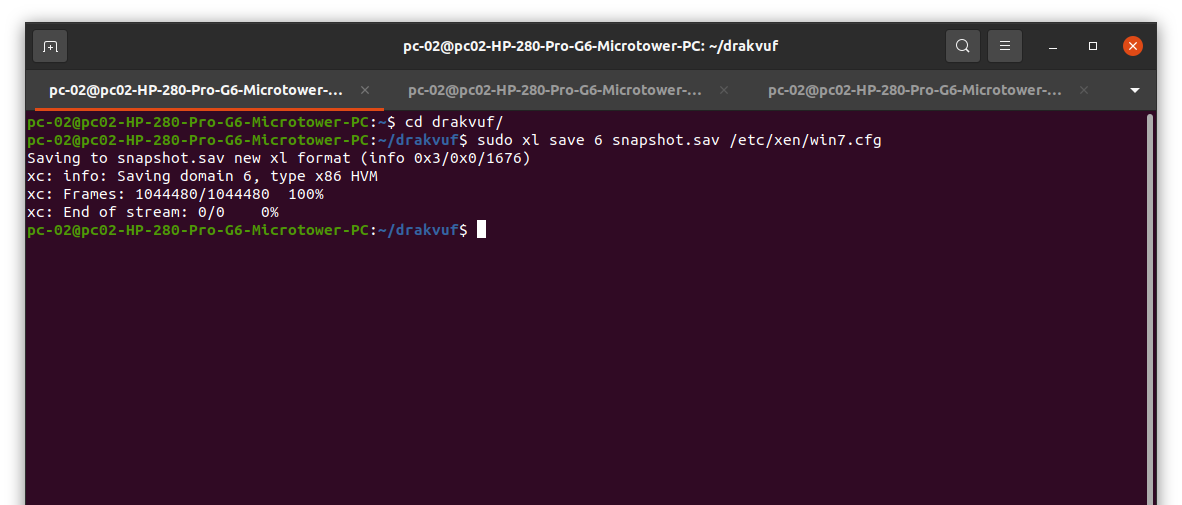 pc-02@pc02-HP-280-Pro-G6-Microtower-PC: ~/drakvuf
pc-02@pc02-HP-280-Pro-G6-Microtower-... pc-02@pc02-HP-280-Pro-G6-Microtower-... pc-02@pc02-HP-280-Pro-G6-Microtower-...
pc-02@pc02-HP-280-Pro-G6-Microtower-PC:~$ cd drakvuf/
pc-02@pc02-HP-280-Pro-G6-Microtower-PC:~/drakvuf$ sudo xl save 6 snapshot.sav /etc/xen/win7.cfg
Saving to snapshot.sav new xl format (info 0x3/0x0/1676)
xc: info: Saving domain 6, type x86 HVM
xc: Frames: 1044480/1044480  100%
xc: End of stream: 0/0    0%
pc-02@pc02-HP-280-Pro-G6-Microtower-PC:~/drakvuf$